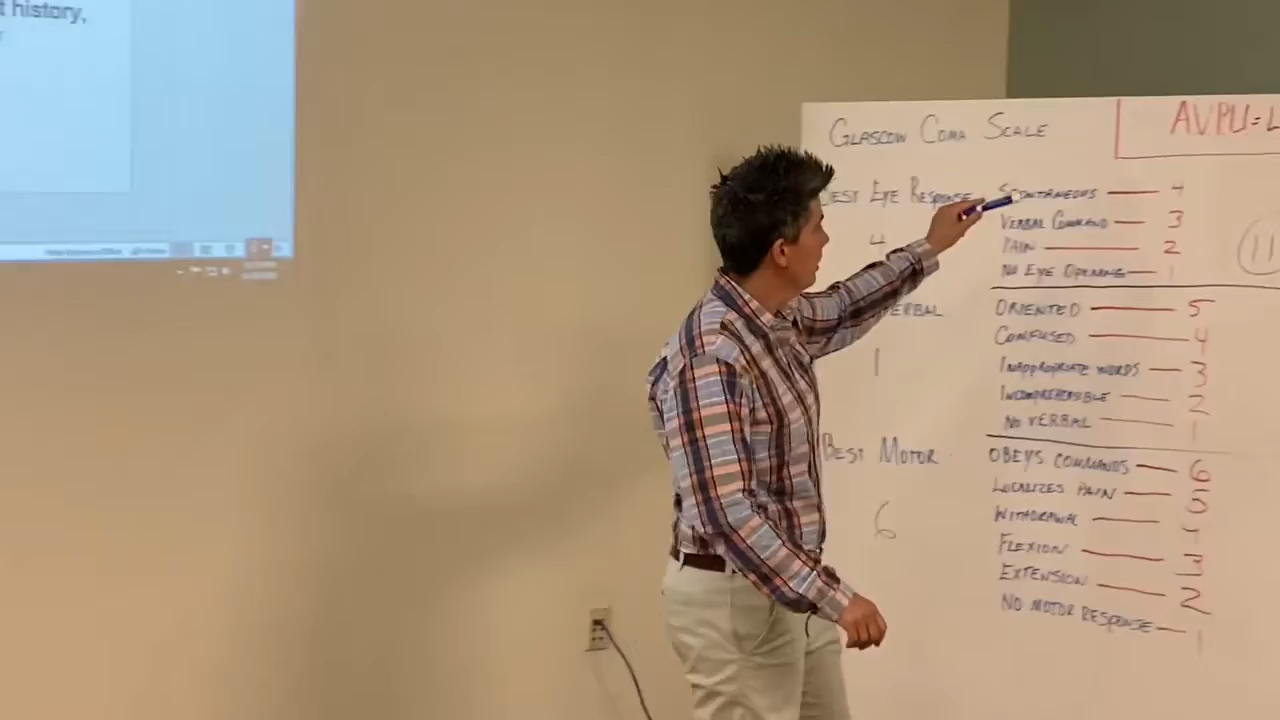 t history,
GLASCOW COMA SCALE
AVPU=
BEST EYE RESPONSE
SPONTANEOUS — 4
VERBAL COMMAND — 3
PAIN — 2
NO EYE OPENING — 1
4
11
VERBAL
ORIENTED — 5
CONFUSED — 4
INAPPROPRIATE WORDS — 3
INCOMPREHENSIBLE — 2
NO VERBAL — 1
1
BEST MOTOR
OBEYS COMMANDS — 6
LOCALIZES PAIN — 5
WITHDRAWAL — 4
FLEXION — 3
EXTENSION — 2
NO MOTOR RESPONSE — 1
6